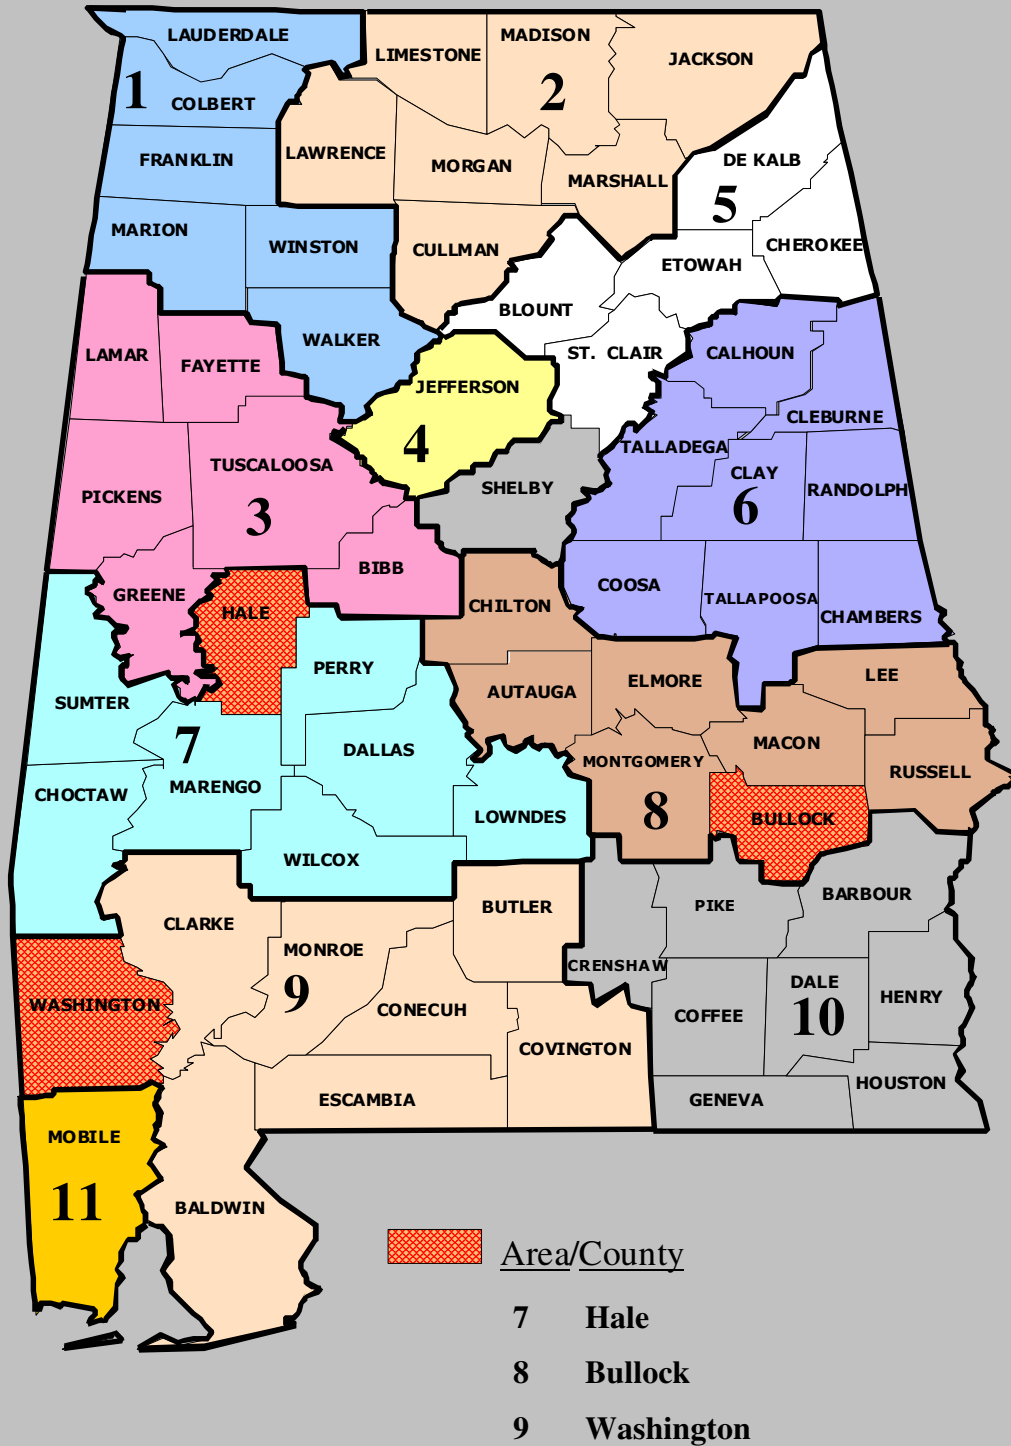 LAUDERDALE
LIMESTONE
MADISON
JACKSON
1
2
COLBERT
FRANKLIN
LAWRENCE
MORGAN
MARSHALL
DE KALB
5
MARION
WINSTON
CULLMAN
CHEROKEE
ETOWAH
BLOUNT
WALKER
LAMAR
FAYETTE
ST. CLAIR
CALHOUN
JEFFERSON
4
CLEBURNE
TALLADEGA
TUSCALOOSA
PICKENS
3
SHELBY
CLAY
6
RANDOLPH
BIBB
GREENE
HALE
CHILTON
COOSA
TALLAPOOSA
CHAMBERS
PERRY
SUMTER
AUTAUGA
ELMORE
LEE
7
DALLAS
MACON
MONTGOMERY
RUSSELL
CHOCTAW
MARENGO
LOWNDES
8
BULLOCK
WILCOX
BARBOUR
CLARKE
BUTLER
PIKE
MONROE
CRENSHAW
WASHINGTON
9
CONECUH
COFFEE
DALE
10
HENRY
COVINGTON
HOUSTON
ESCAMBIA
GENEVA
MOBILE
11
BALDWIN
Area/County
7 Hale
8 Bullock
9 Washington